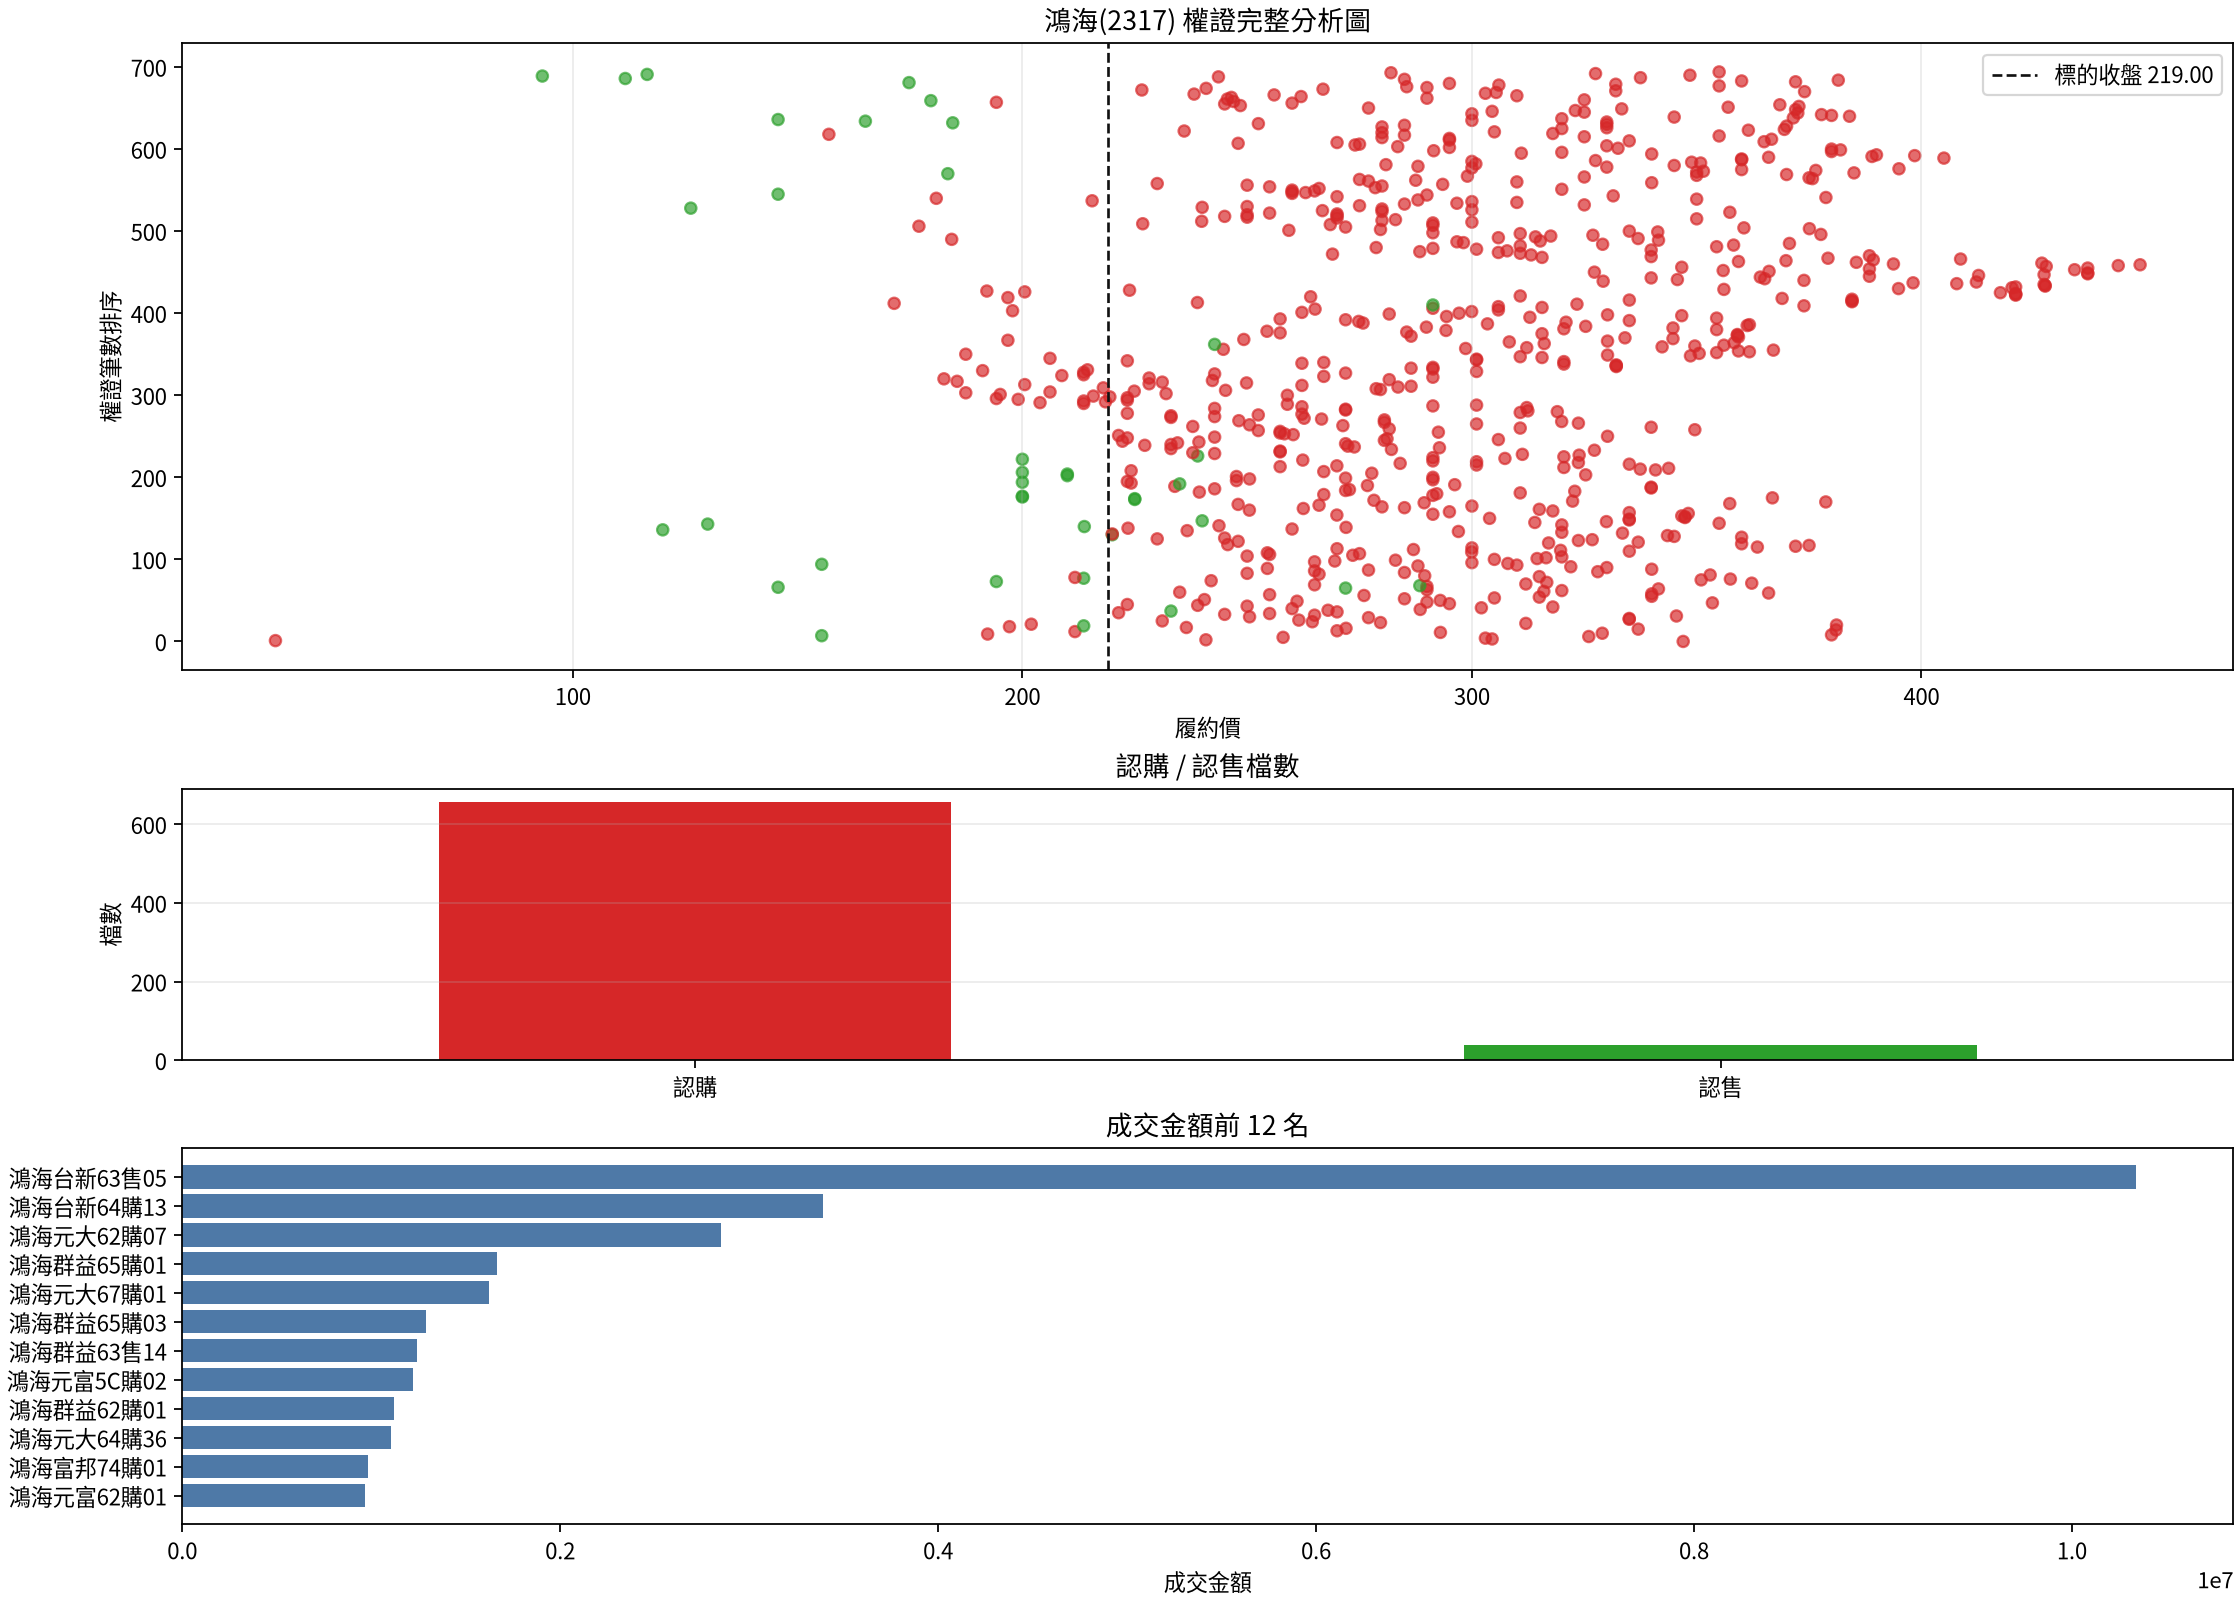 鴻海(2317) 權證完整分析圖
標的收盤 219.00
權證筆數排序
700
600
500
400
300
200
100
0
100
200
300
400
履約價
認購 / 認售檔數
檔數
600
400
200
0
認購
認售
成交金額前 12 名
鴻海台新63售05
鴻海台新64購13
鴻海元大62購07
鴻海群益65購01
鴻海元大67購01
鴻海群益65購03
鴻海群益63售14
鴻海元富5C購02
鴻海群益62購01
鴻海元大64購36
鴻海富邦74購01
鴻海元富62購01
0.0
0.2
0.4
0.6
0.8
1.0
成交金額
1e7